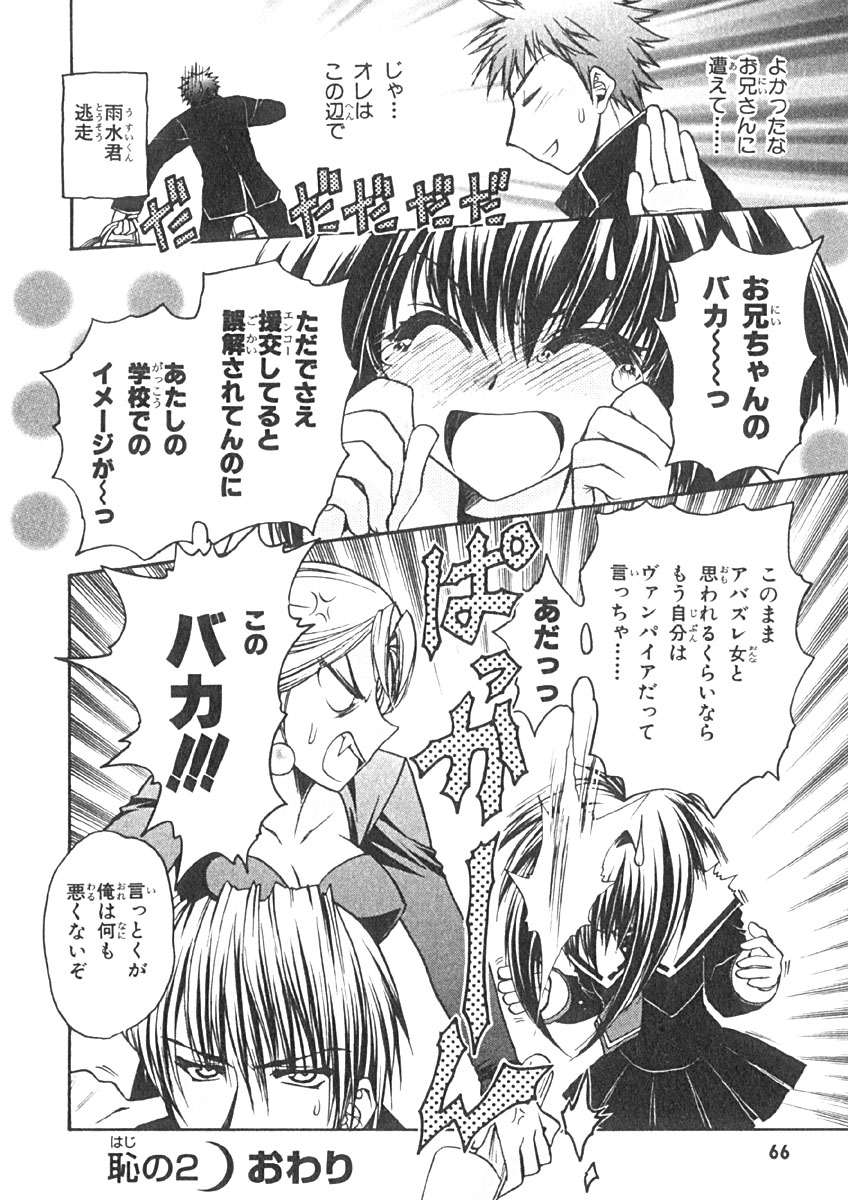 よかったな
お兄さんに
遭えて……
じゃ…
オレは
この辺で
雨水君
逃走
ダダダダ
ダ
お兄ちゃんの
バカ～～～っ
ただでさえ
援交してると
誤解されてんのに
あたしの
学校での
イメージが～っ
このまま
アバズレ女と
思われるくらいなら
もう自分は
ヴァンパイアだって
言っちゃ……
あだっっ
ぱっがーーん
この
バカ!!!
言っとくが
俺は何も
悪くないぞ
恥の2 おわり
66